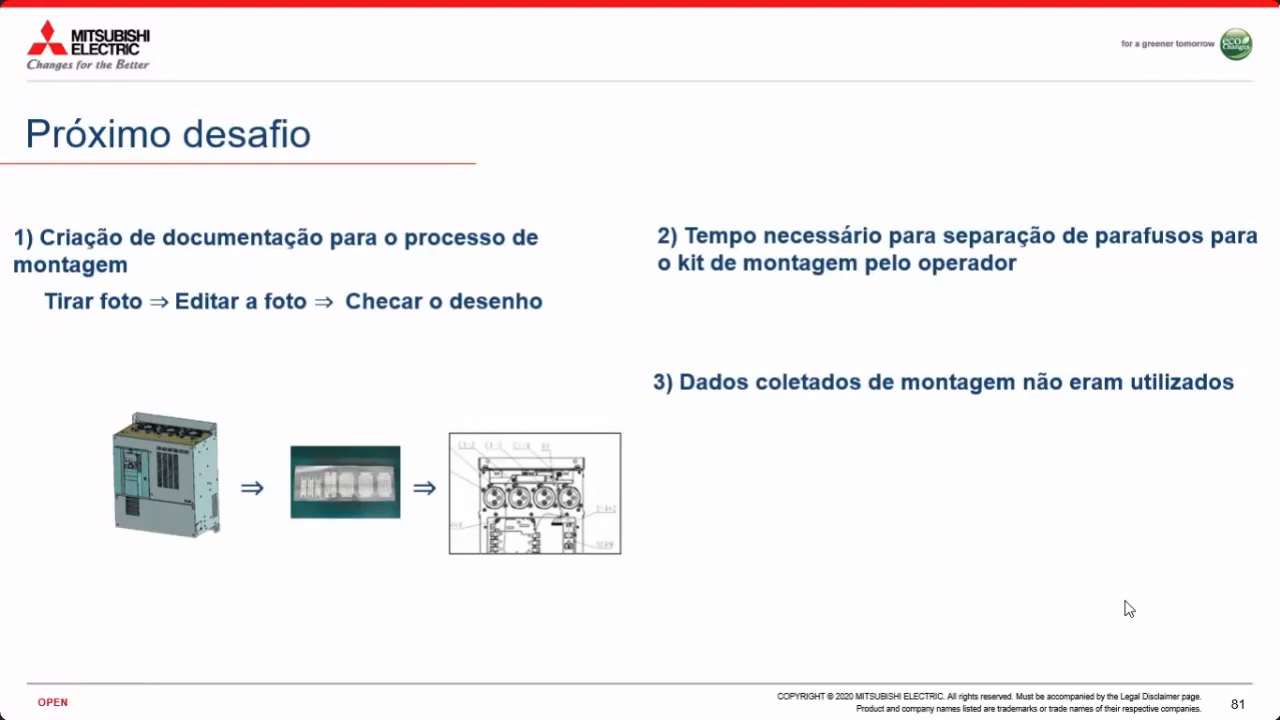 MITSUBISHI
ELECTRIC
Changes for the Better
for a greener tomorrow
eco
Changes
Próximo desafio
1) Criação de documentação para o processo de
montagem
Tirar foto ⇒ Editar a foto ⇒ Checar o desenho
2) Tempo necessário para separação de parafusos para
o kit de montagem pelo operador
3) Dados coletados de montagem não eram utilizados
⇒
⇒
OPEN
COPYRIGHT © 2020 MITSUBISHI ELECTRIC. All rights reserved. Must be accompanied by the Legal Disclaimer page.
Product and company names listed are trademarks or trade names of their respective companies.
81